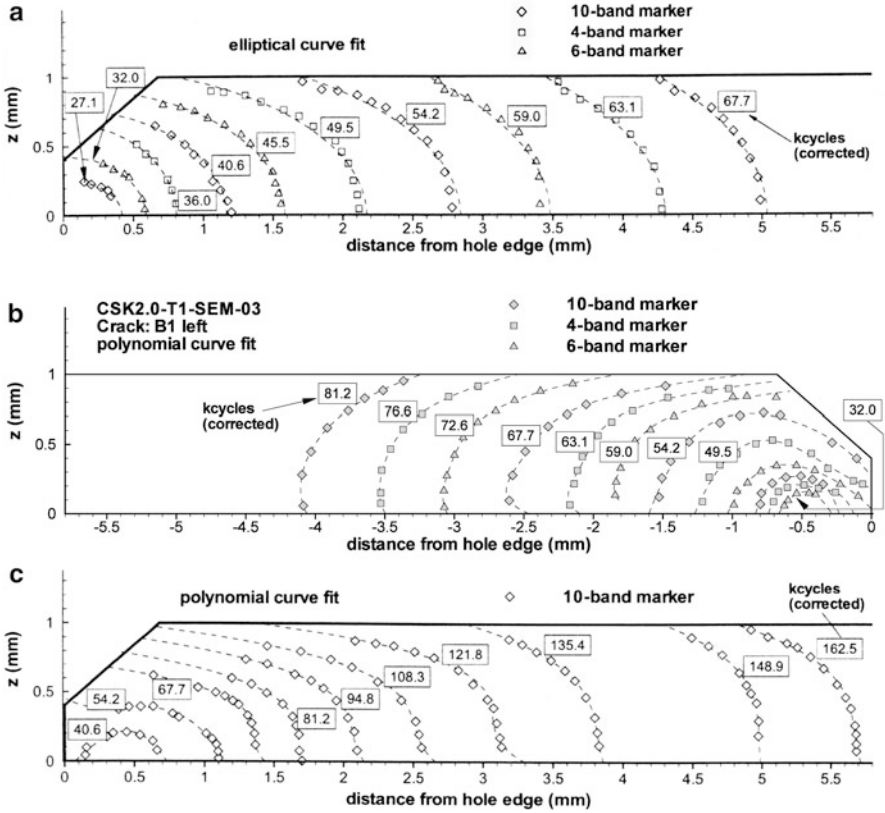 a
elliptical curve fit
10-band marker
4-band marker
6-band marker
z (mm)
1
0.5
0
27.1
32.0
36.0
40.6
45.5
49.5
54.2
59.0
63.1
67.7
kcycles
(corrected)
0 0.5 1 1.5 2 2.5 3 3.5 4 4.5 5 5.5
distance from hole edge (mm)
b
CSK2.0-T1-SEM-03
Crack: B1 left
polynomial curve fit
10-band marker
4-band marker
6-band marker
z (mm)
1
0.5
0
kcycles
(corrected)
81.2
76.6
72.6
67.7
63.1
59.0
54.2
49.5
32.0
-5.5 -5 -4.5 -4 -3.5 -3 -2.5 -2 -1.5 -1 -0.5 0
distance from hole edge (mm)
c
polynomial curve fit
10-band marker
kcycles
(corrected)
z (mm)
1
0.5
0
40.6
54.2
67.7
81.2
94.8
108.3
121.8
135.4
148.9
162.5
0 0.5 1 1.5 2 2.5 3 3.5 4 4.5 5 5.5
distance from hole edge (mm)